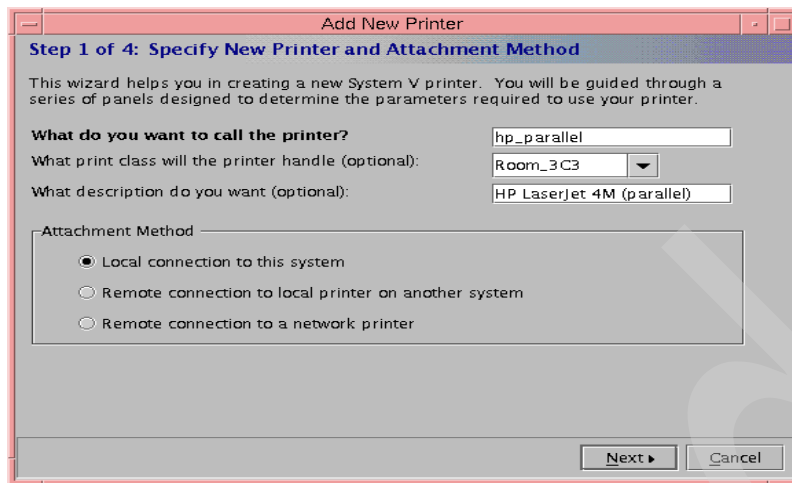 Add New Printer
Step 1 of 4: Specify New Printer and Attachment Method
This wizard helps you in creating a new System V printer. You will be guided through a
series of panels designed to determine the parameters required to use your printer.
What do you want to call the printer? hp_parallel
What print class will the printer handle (optional): Room_3C3
What description do you want (optional): HP LaserJet 4M (parallel)
Attachment Method
Local connection to this system
Remote connection to local printer on another system
Remote connection to a network printer
Next Cancel